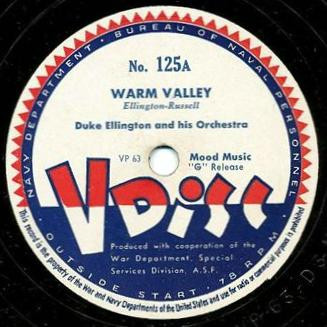 NAVY DEPARTMENT · BUREAU OF NAVAL PERSONNEL
No. 125A
WARM VALLEY
Ellington-Russell
Duke Ellington and his Orchestra
VP 63
Mood Music
"G" Release
V DISC
Produced with cooperation of the
War Department, Special
Services Division, A.S.F.
OUTSIDE START · 78 RPM
This record is the property of the War and Navy Departments of the United States and use for radio or commercial purposes is prohibited